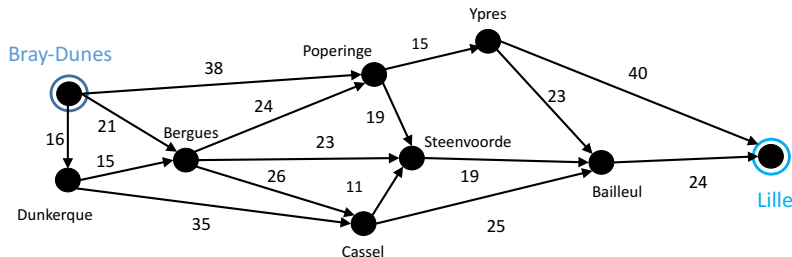 Ypres
Poperinge
15
40
Bray-Dunes
38
24
23
19
16
21
Bergues
Steenvoorde
15
23
26
11
19
24
Bailleul
Lille
Dunkerque
35
25
Cassel